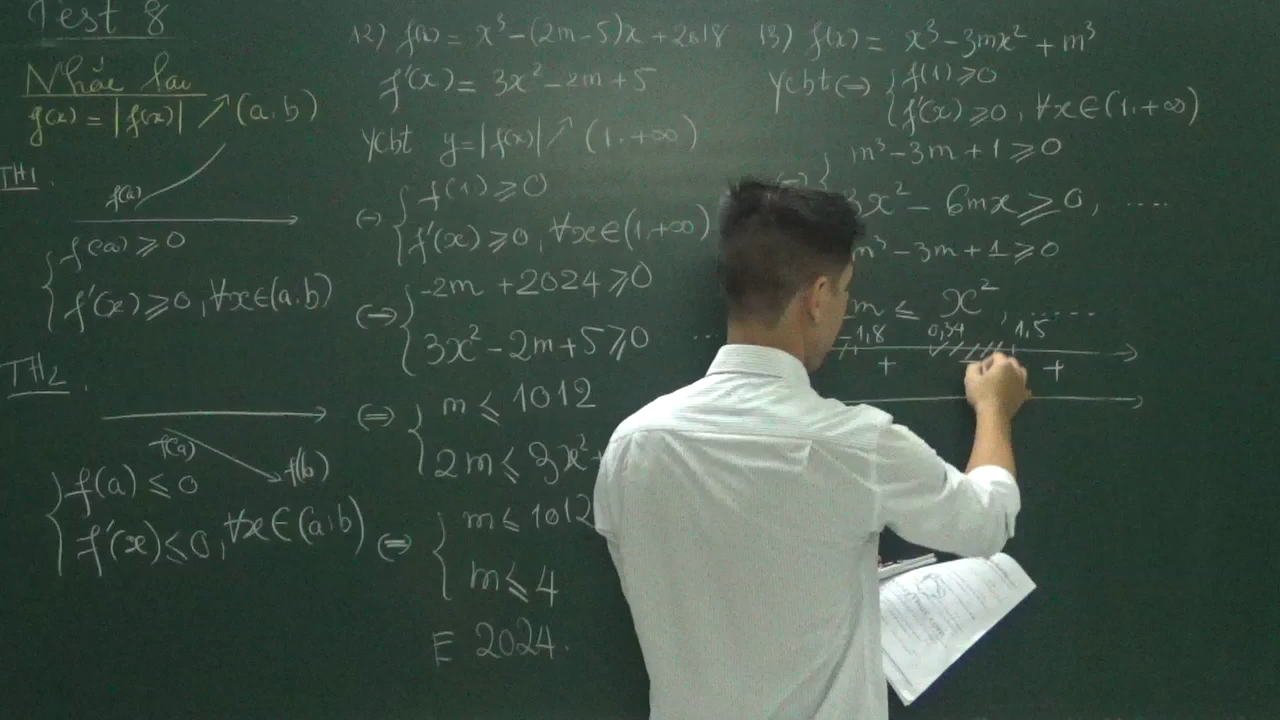 Test 8
Nhắc lại
g(x) = |f(x)| ↗ (a, b)
TH1.
f(a)
{ f(a) ⩾ 0
f'(x) ⩾ 0, ∀x∈(a,b)
TH2.
f(a)
f(b)
{ f(a) ⩽ 0
f'(x) ⩽ 0, ∀x∈(a,b)
12) f(x) = x³ - (2m-5)x + 2018
f'(x) = 3x² - 2m + 5
Ycbt y = |f(x)| ↗ (1, +∞)
(=) { f(1) ⩾ 0
f'(x) ⩾ 0, ∀x∈(1,+∞)
(=) { -2m + 2024 ⩾ 0
3x² - 2m + 5 ⩾ 0 ...
(=) { m ⩽ 1012
2m ⩽ 3x² +
(=) { m ⩽ 1012
m ⩽ 4
E 2024.
13) f(x) = x³ - 3mx² + m³
Ycbt (=) { f(1) ⩾ 0
f'(x) ⩾ 0, ∀x∈(1,+∞)
(=) { m³ - 3m + 1 ⩾ 0
3x² - 6mx ⩾ 0, ....
m³ - 3m + 1 ⩾ 0
m ⩽ x², .....
-1,8 0,34 1,5
+ +